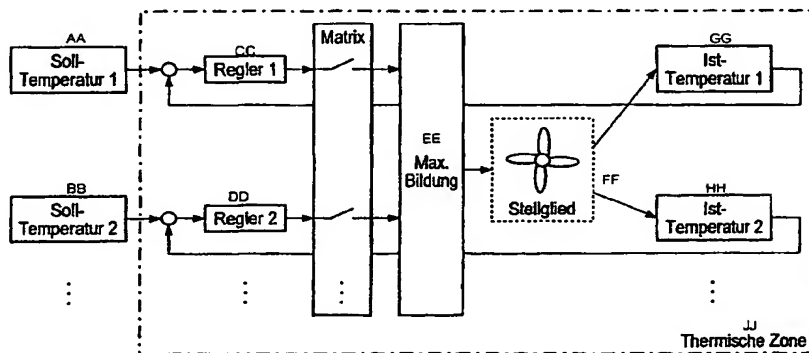 AA
Soll-
Temperatur 1
CC
Regler 1
Matrix
EE
Max.
Bildung
Stellglied
FF
GG
Ist-
Temperatur 1
BB
Soll-
Temperatur 2
DD
Regler 2
HH
Ist-
Temperatur 2
JJ
Thermische Zone